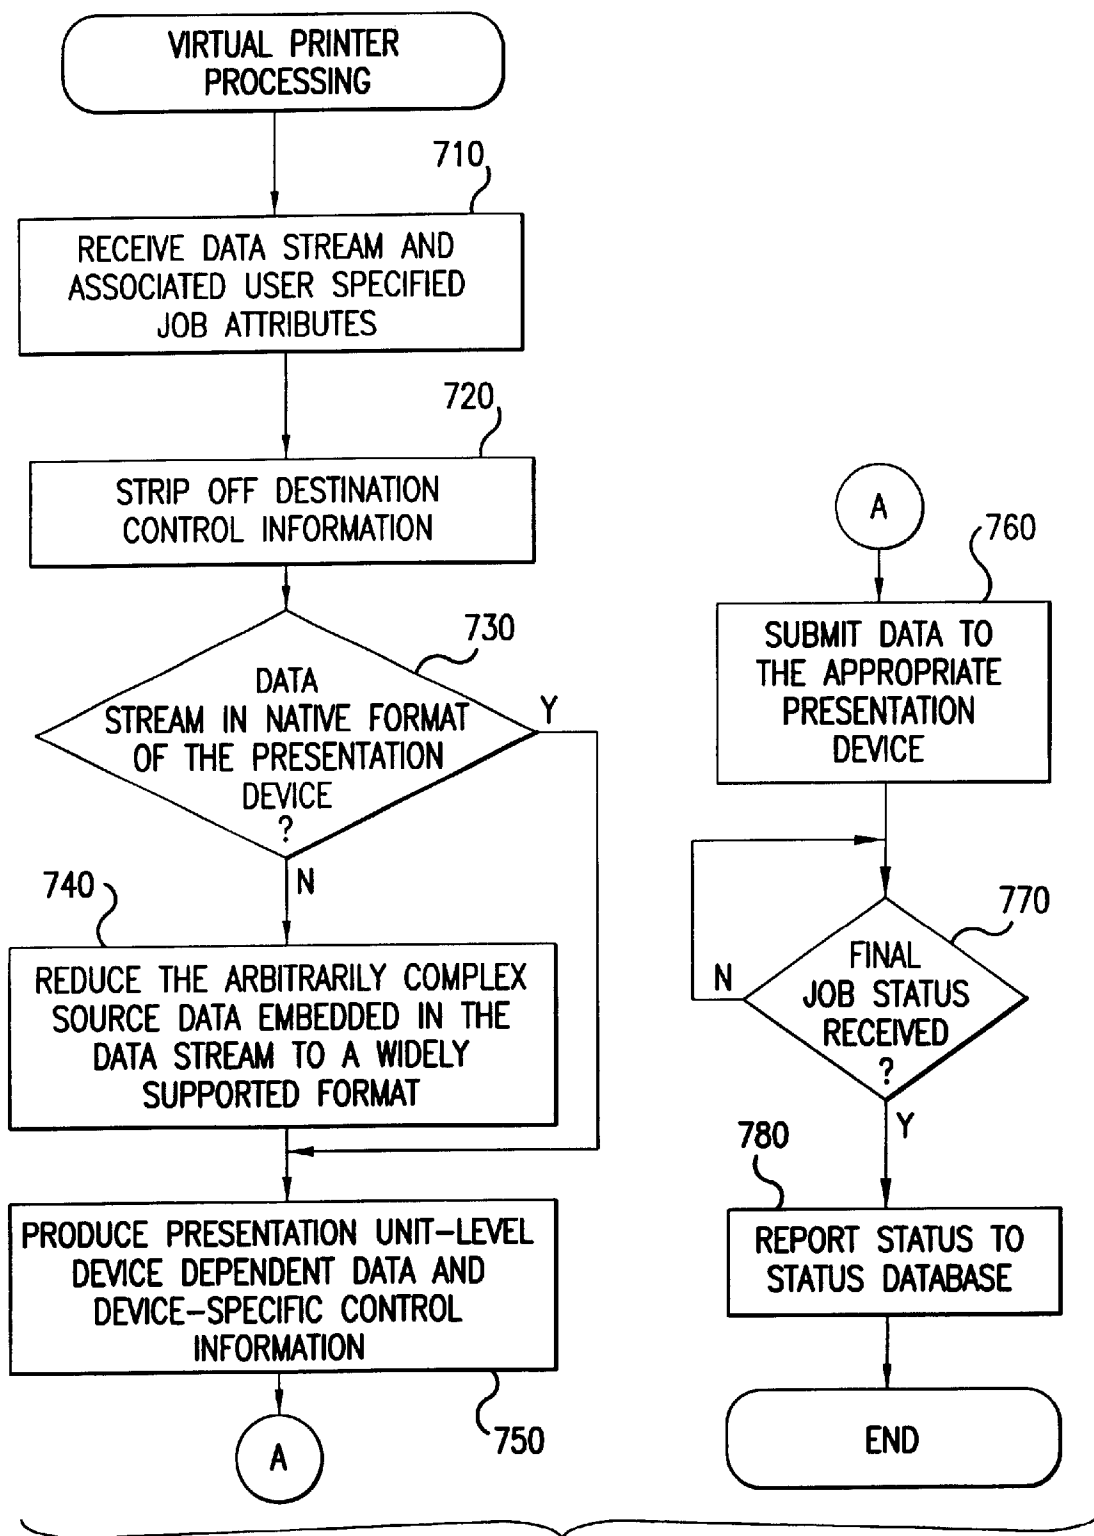 VIRTUAL PRINTER
PROCESSING
710
RECEIVE DATA STREAM AND
ASSOCIATED USER SPECIFIED
JOB ATTRIBUTES
720
STRIP OFF DESTINATION
CONTROL INFORMATION
730
DATA
STREAM IN NATIVE FORMAT
OF THE PRESENTATION
DEVICE
?
Y
N
740
REDUCE THE ARBITRARILY COMPLEX
SOURCE DATA EMBEDDED IN THE
DATA STREAM TO A WIDELY
SUPPORTED FORMAT
PRODUCE PRESENTATION UNIT-LEVEL
DEVICE DEPENDENT DATA AND
DEVICE-SPECIFIC CONTROL
INFORMATION
750
A
A
760
SUBMIT DATA TO
THE APPROPRIATE
PRESENTATION
DEVICE
770
FINAL
JOB STATUS
RECEIVED
?
N
Y
780
REPORT STATUS TO
STATUS DATABASE
END